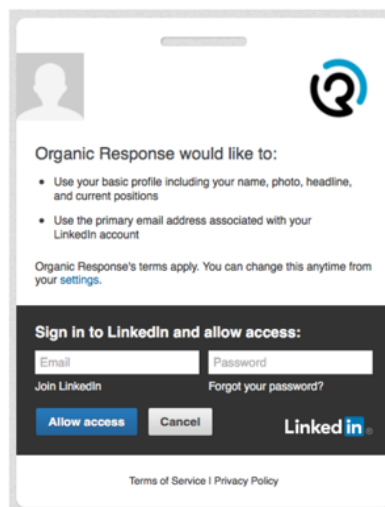 Organic Response would like to:
• Use your basic profile including your name, photo, headline,
and current positions
• Use the primary email address associated with your
LinkedIn account
Organic Response's terms apply. You can change this anytime from
your settings.
Sign in to LinkedIn and allow access:
Email Password
Join LinkedIn Forgot your password?
Allow access Cancel LinkedIn®
Terms of Service | Privacy Policy